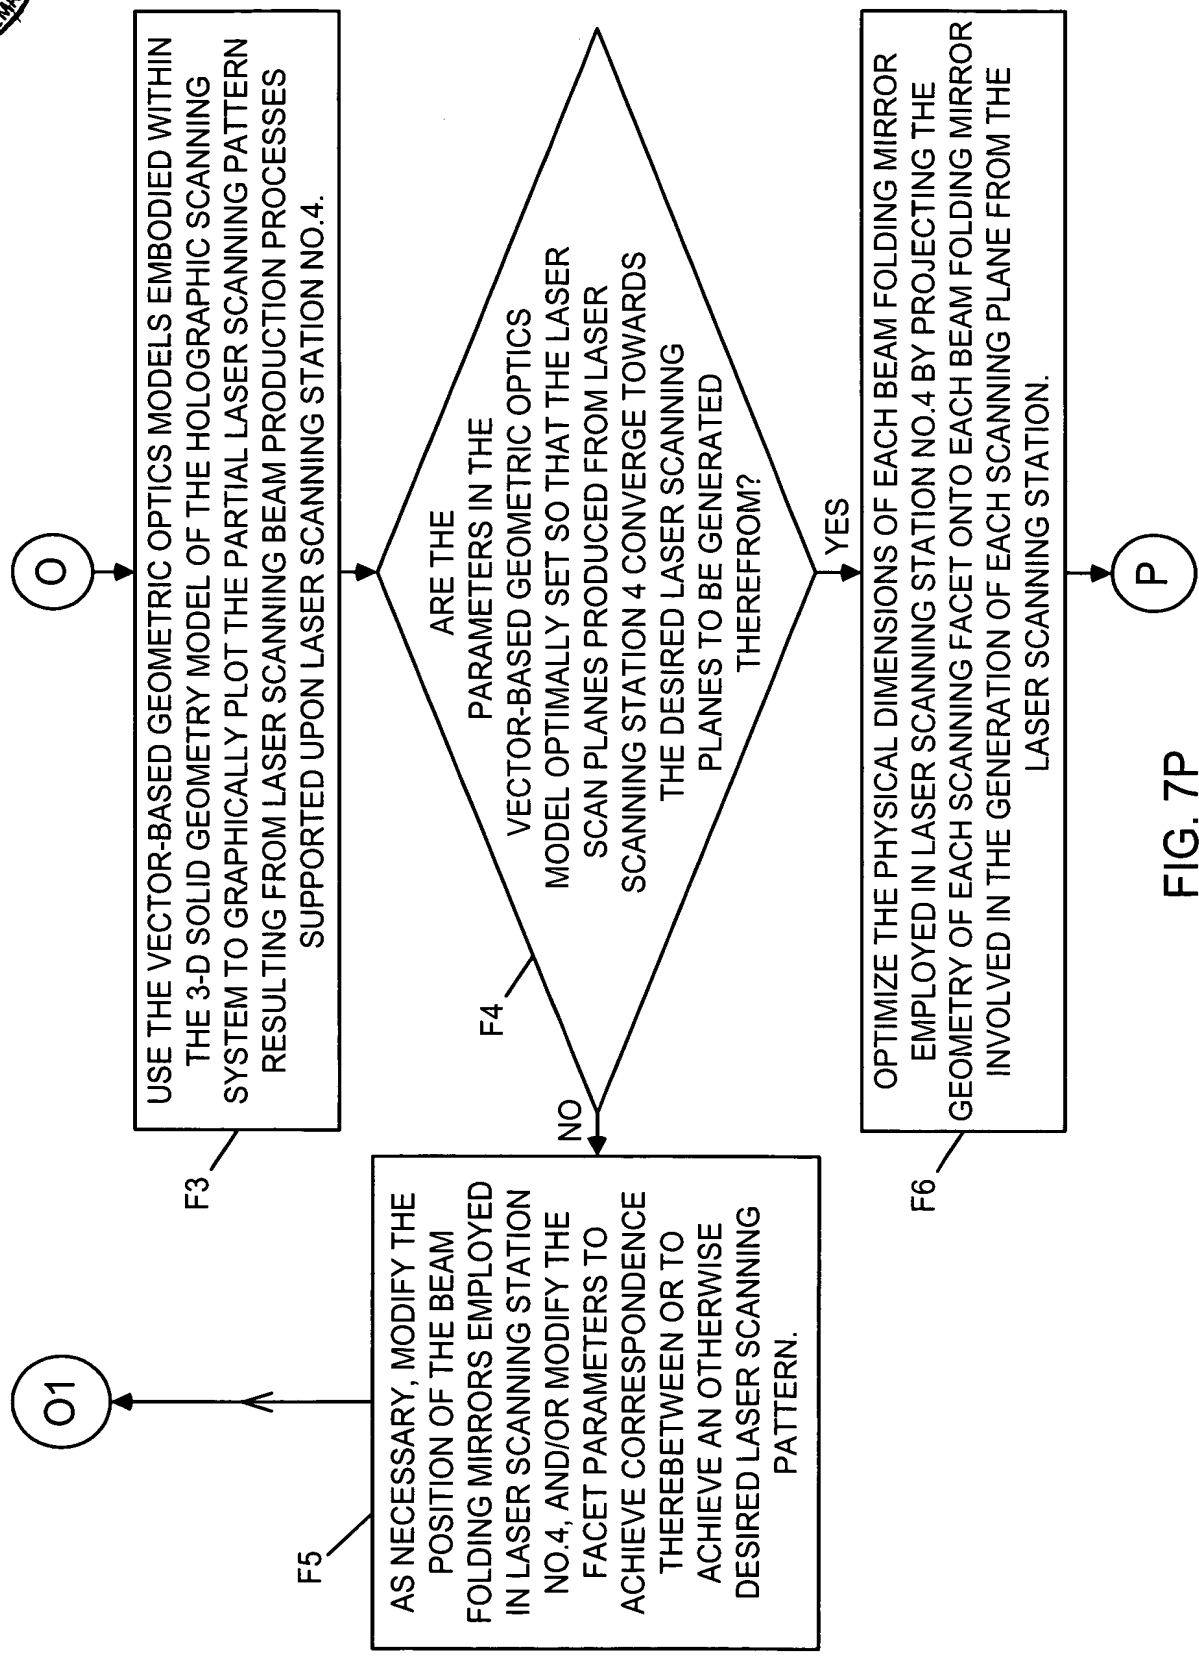 O
USE THE VECTOR-BASED GEOMETRIC OPTICS MODELS EMBODIED WITHIN
THE 3-D SOLID GEOMETRY MODEL OF THE HOLOGRAPHIC SCANNING
SYSTEM TO GRAPHICALLY PLOT THE PARTIAL LASER SCANNING PATTERN
RESULTING FROM LASER SCANNING BEAM PRODUCTION PROCESSES
SUPPORTED UPON LASER SCANNING STATION NO.4.
F3
ARE THE
PARAMETERS IN THE
VECTOR-BASED GEOMETRIC OPTICS
MODEL OPTIMALLY SET SO THAT THE LASER
SCAN PLANES PRODUCED FROM LASER
SCANNING STATION 4 CONVERGE TOWARDS
THE DESIRED LASER SCANNING
PLANES TO BE GENERATED
THEREFROM?
F4
NO
YES
O1
AS NECESSARY, MODIFY THE
POSITION OF THE BEAM
FOLDING MIRRORS EMPLOYED
IN LASER SCANNING STATION
NO.4, AND/OR MODIFY THE
FACET PARAMETERS TO
ACHIEVE CORRESPONDENCE
THEREBETWEEN OR TO
ACHIEVE AN OTHERWISE
DESIRED LASER SCANNING
PATTERN.
F5
OPTIMIZE THE PHYSICAL DIMENSIONS OF EACH BEAM FOLDING MIRROR
EMPLOYED IN LASER SCANNING STATION NO.4 BY PROJECTING THE
GEOMETRY OF EACH SCANNING FACET ONTO EACH BEAM FOLDING MIRROR
INVOLVED IN THE GENERATION OF EACH SCANNING PLANE FROM THE
LASER SCANNING STATION.
F6
P
FIG. 7P